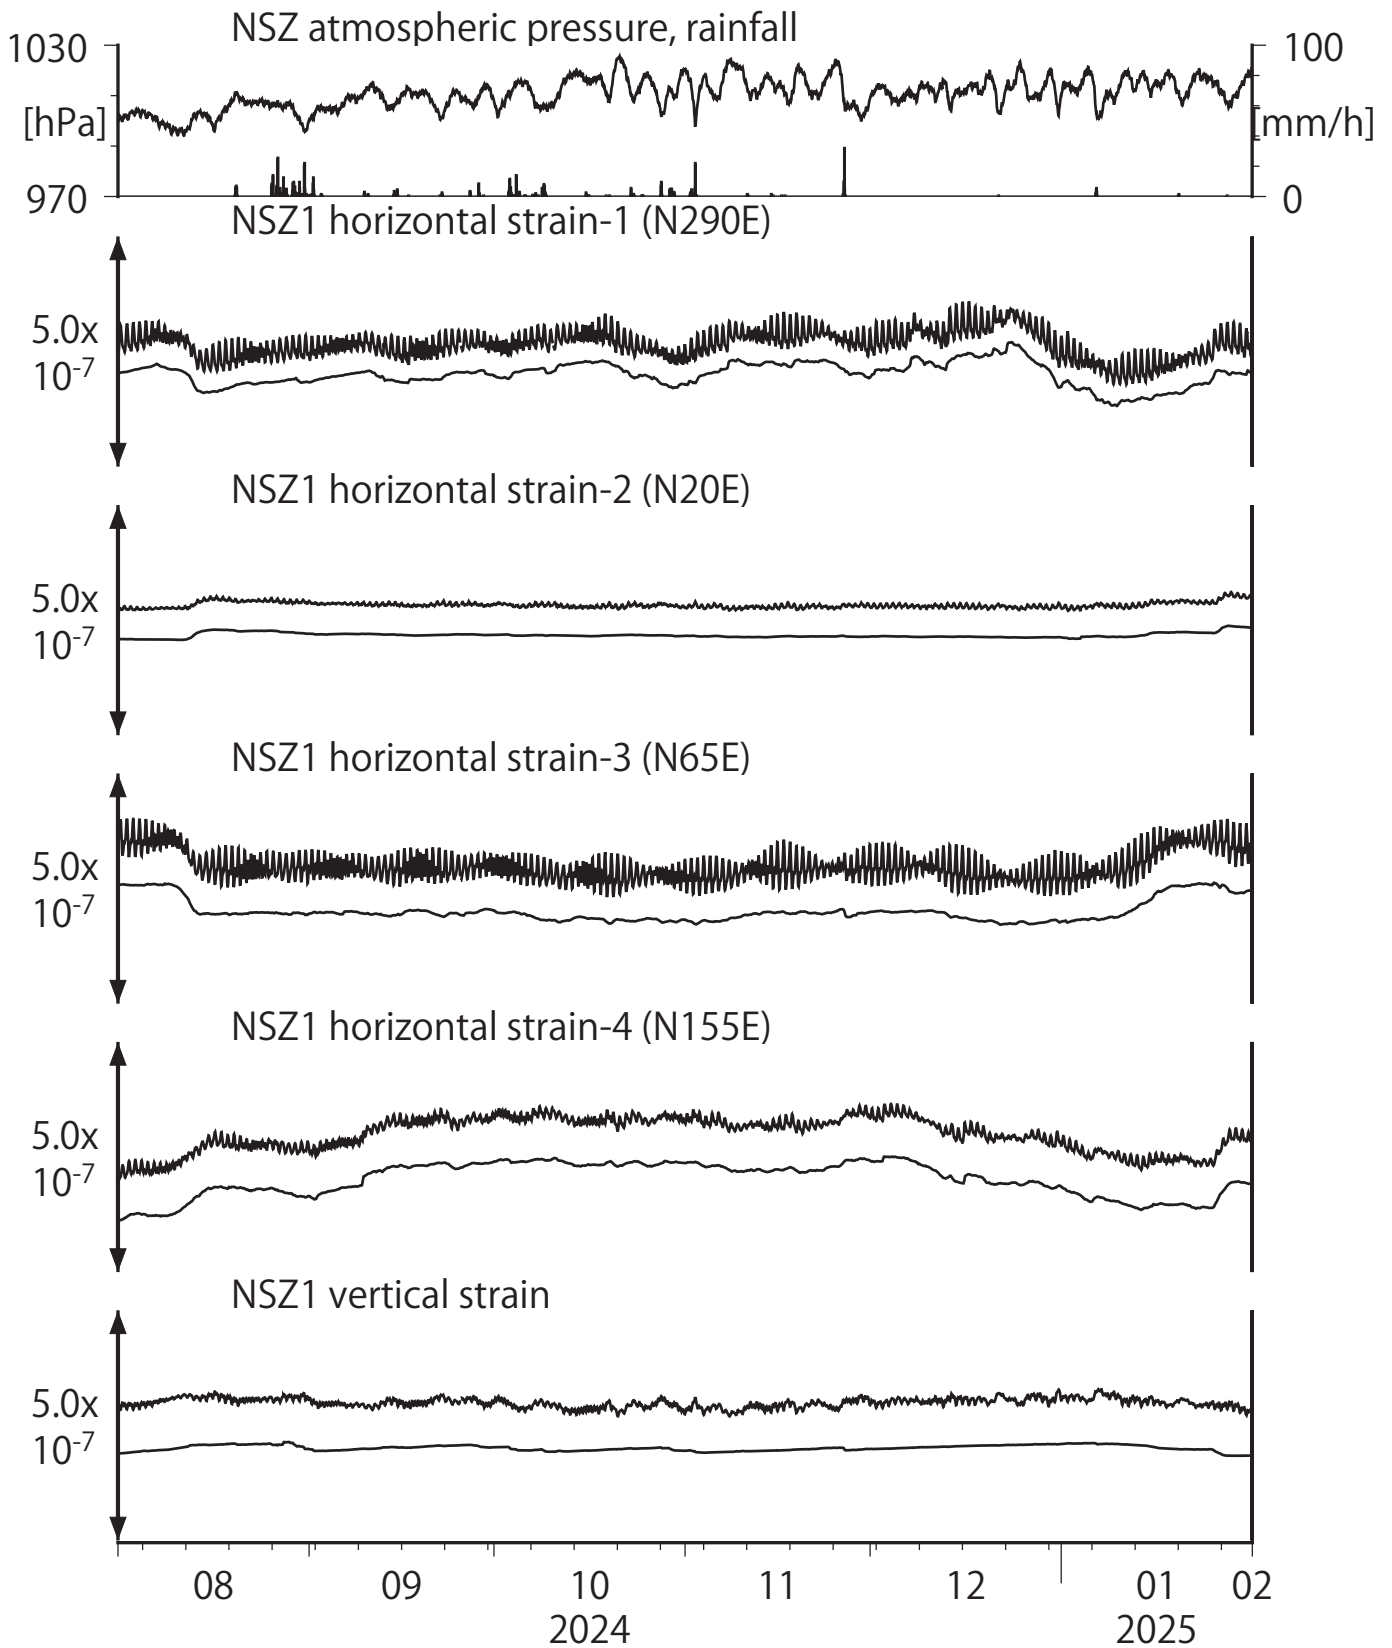 NSZ atmospheric pressure, rainfall
1030
100
[hPa]
[mm/h]
970
0
NSZ1 horizontal strain-1 (N290E)
5.0x
10-7
NSZ1 horizontal strain-2 (N20E)
5.0x
10-7
NSZ1 horizontal strain-3 (N65E)
5.0x
10-7
NSZ1 horizontal strain-4 (N155E)
5.0x
10-7
NSZ1 vertical strain
5.0x
10-7
08 09 10 11 12 01 02
2024 2025